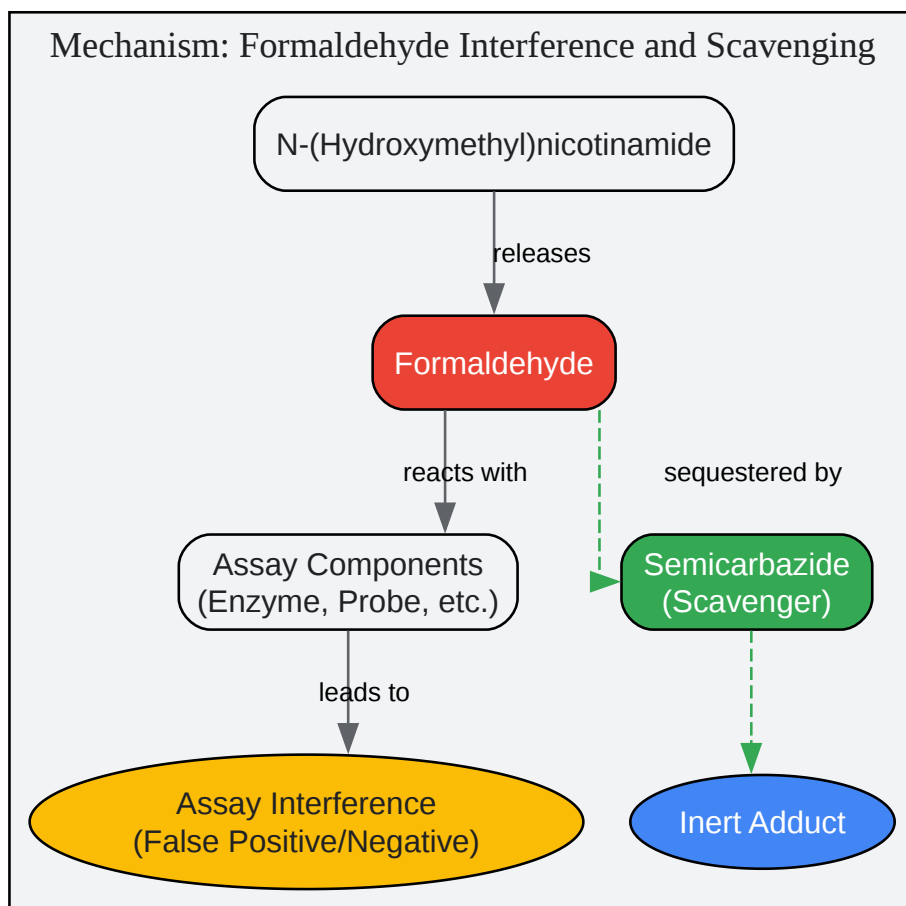 Mechanism: Formaldehyde Interference and Scavenging
N-(Hydroxymethyl)nicotinamide
releases
Formaldehyde
reacts with
sequestered by
Assay Components
(Enzyme, Probe, etc.)
Semicarbazide
(Scavenger)
leads to
Assay Interference
(False Positive/Negative)
Inert Adduct